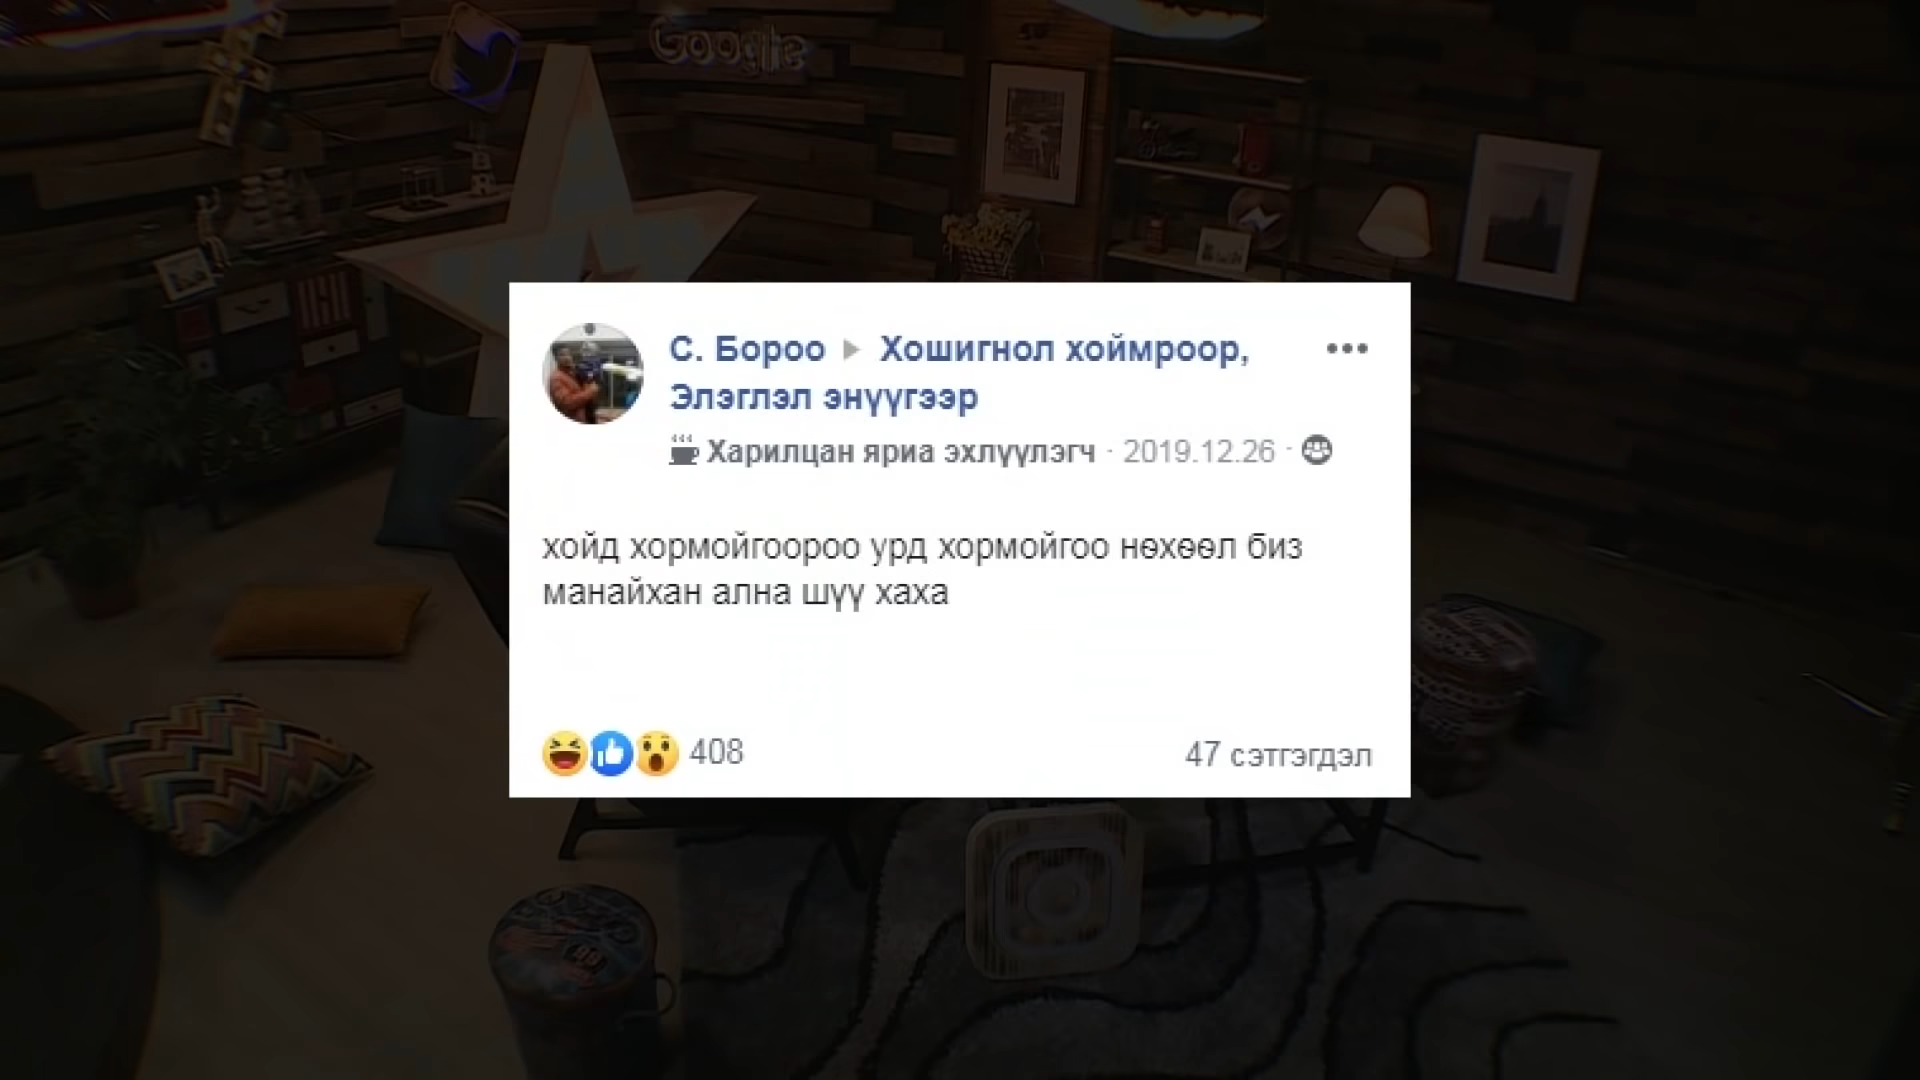 Google
С. Бороо ▸ Хошигнол хоймроор,
Элэглэл энүүгээр
Харилцан яриа эхлүүлэгч · 2019.12.26 ·
хойд хормойгоороо урд хормойгоо нөхөөл биз
манайхан ална шүү хаха
408
47 сэтгэгдэл